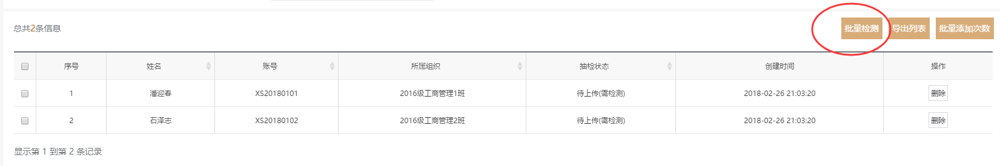 总共2条信息 批量检测 导出列表 批量添加次数
序号 姓名 账号 所属组织 抽检状态 创建时间 操作
1 潘迎春 XS20180101 2016级工商管理1班 待上传(需检测) 2018-02-26 21:03:20 删除
2 石泽志 XS20180102 2016级工商管理2班 待上传(需检测) 2018-02-26 21:03:20 删除
显示第 1 到第 2 条记录